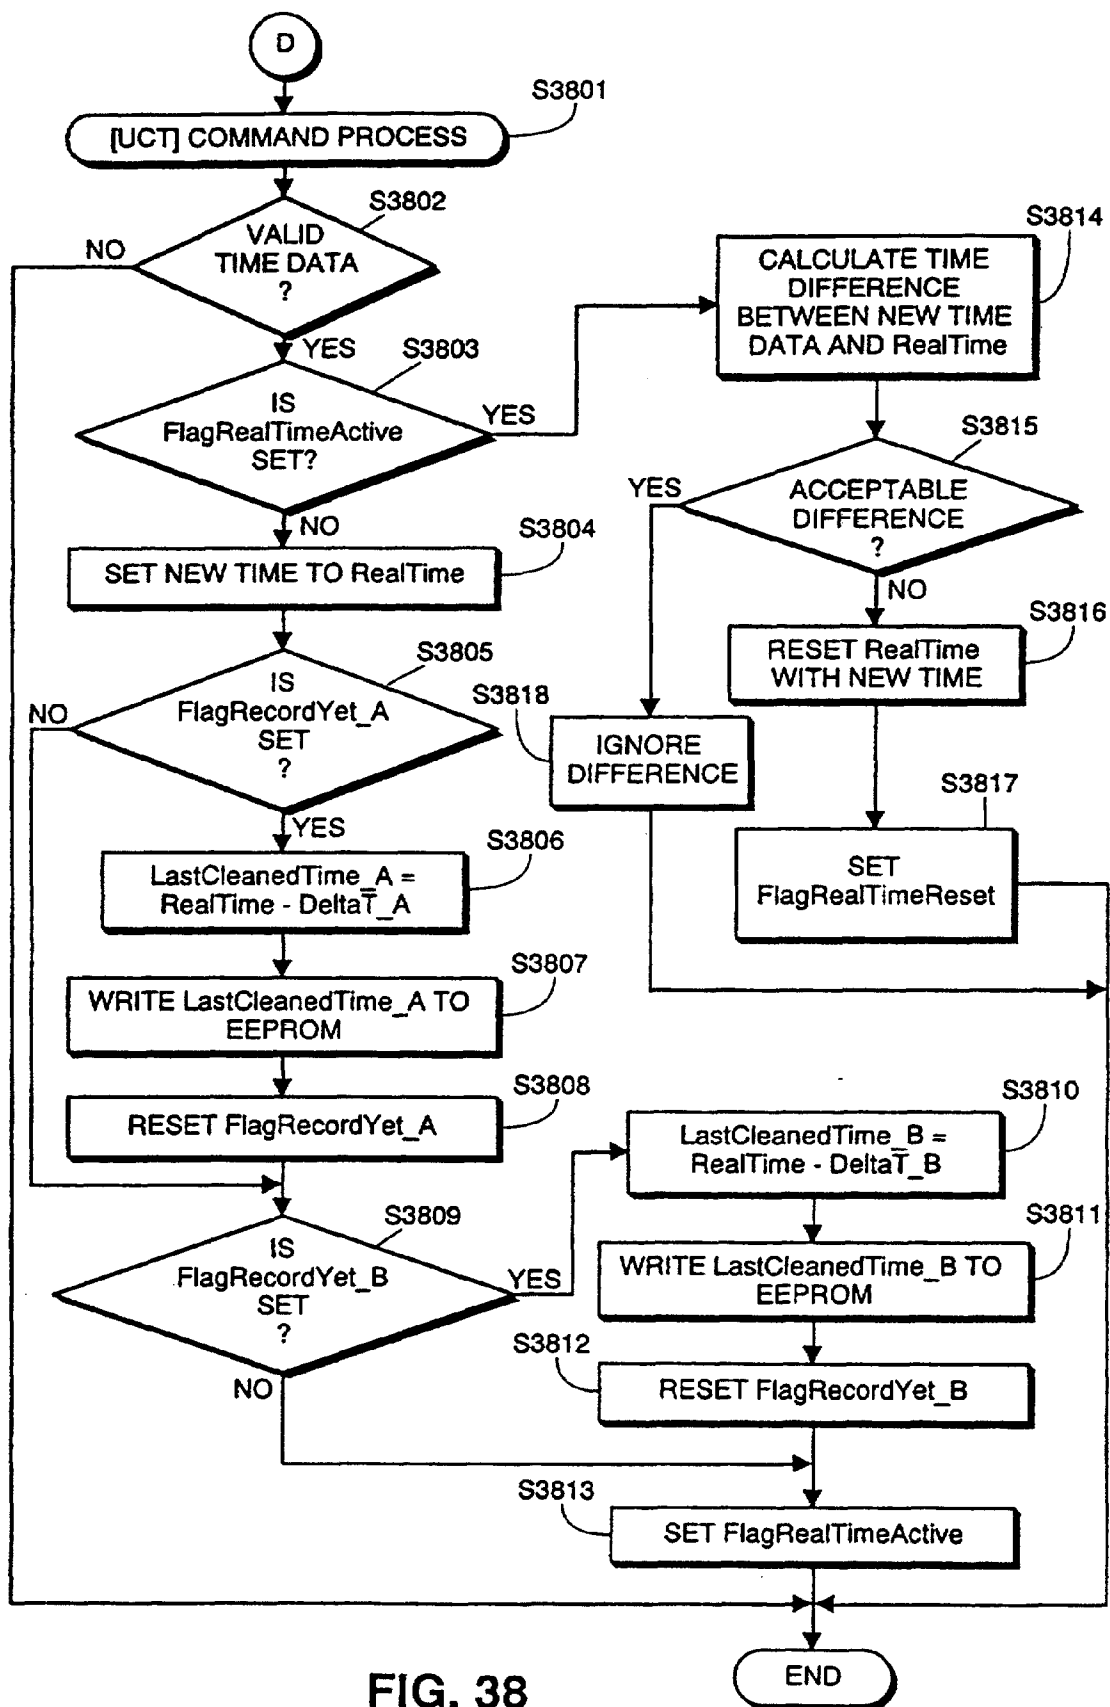 D
S3801
[UCT] COMMAND PROCESS
S3802
VALID
TIME DATA
?
NO
YES
S3803
IS
FlagRealTimeActive
SET?
YES
NO
S3804
SET NEW TIME TO RealTime
S3805
IS
FlagRecordYet_A
SET
?
NO
YES
S3806
LastCleanedTime_A =
RealTime - DeltaT_A
S3807
WRITE LastCleanedTime_A TO
EEPROM
S3808
RESET FlagRecordYet_A
S3809
IS
FlagRecordYet_B
SET
?
YES
NO
S3810
LastCleanedTime_B =
RealTime - DeltaT_B
S3811
WRITE LastCleanedTime_B TO
EEPROM
S3812
RESET FlagRecordYet_B
S3813
SET FlagRealTimeActive
S3814
CALCULATE TIME
DIFFERENCE
BETWEEN NEW TIME
DATA AND RealTime
S3815
ACCEPTABLE
DIFFERENCE
?
YES
NO
S3816
RESET RealTime
WITH NEW TIME
S3817
SET
FlagRealTimeReset
S3818
IGNORE
DIFFERENCE
END
FIG. 38